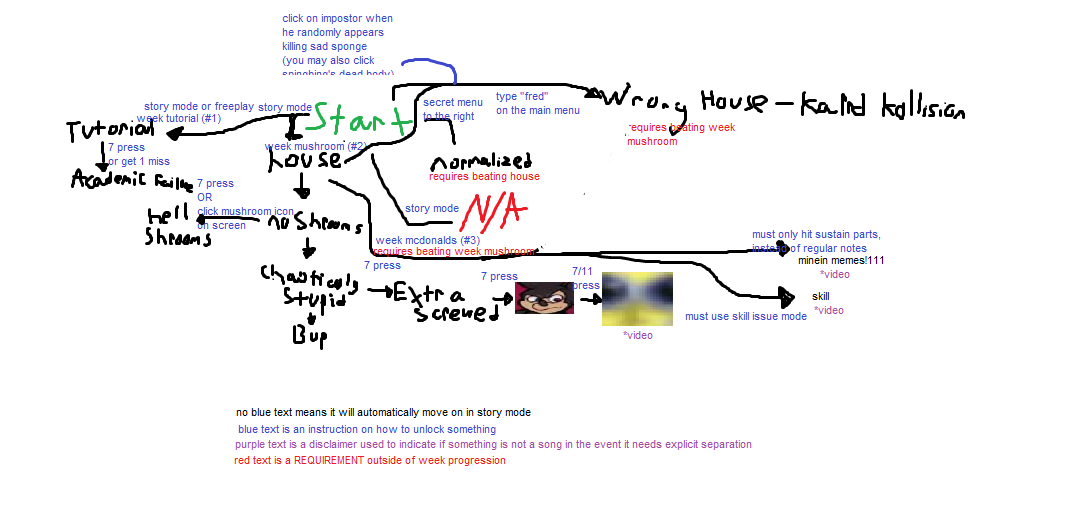 click on impostor when
he randomly appears
killing sad sponge
(you may also click
spingbing's dead body)
story mode or freeplay
week tutorial (#1)
story mode
Start
secret menu
to the right
type "fred"
on the main menu
Wrong House - Kalid Kollision
requires beating week
mushroom
Tutorial
7 press
or get 1 miss
Academic Failure
week mushroom (#2)
house
normalized
requires beating house
7 press
OR
click mushroom icon
on screen
hell
Shrooms
no Shrooms
story mode
N/A
week mcdonalds (#3)
requires beating week mushroom
must only hit sustain parts,
instead of regular notes
minein memes!111
*video
Chaotically
Stupid
7 press
Extra
Screwed
7 press
7/11
press
*video
skill
*video
must use skill issue mode
Bup
no blue text means it will automatically move on in story mode
blue text is an instruction on how to unlock something
purple text is a disclaimer used to indicate if something is not a song in the event it needs explicit separation
red text is a REQUIREMENT outside of week progression